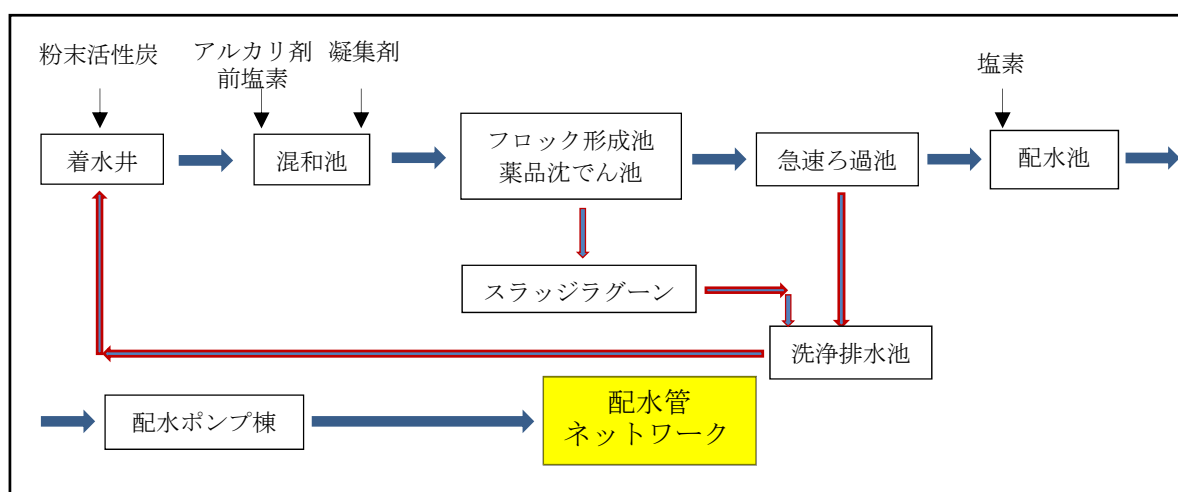 粉末活性炭
アルカリ剤
前塩素
凝集剤
塩素
着水井
混和池
フロック形成池
薬品沈でん池
急速ろ過池
配水池
スラッジラグーン
洗浄排水池
配水ポンプ棟
配水管
ネットワーク